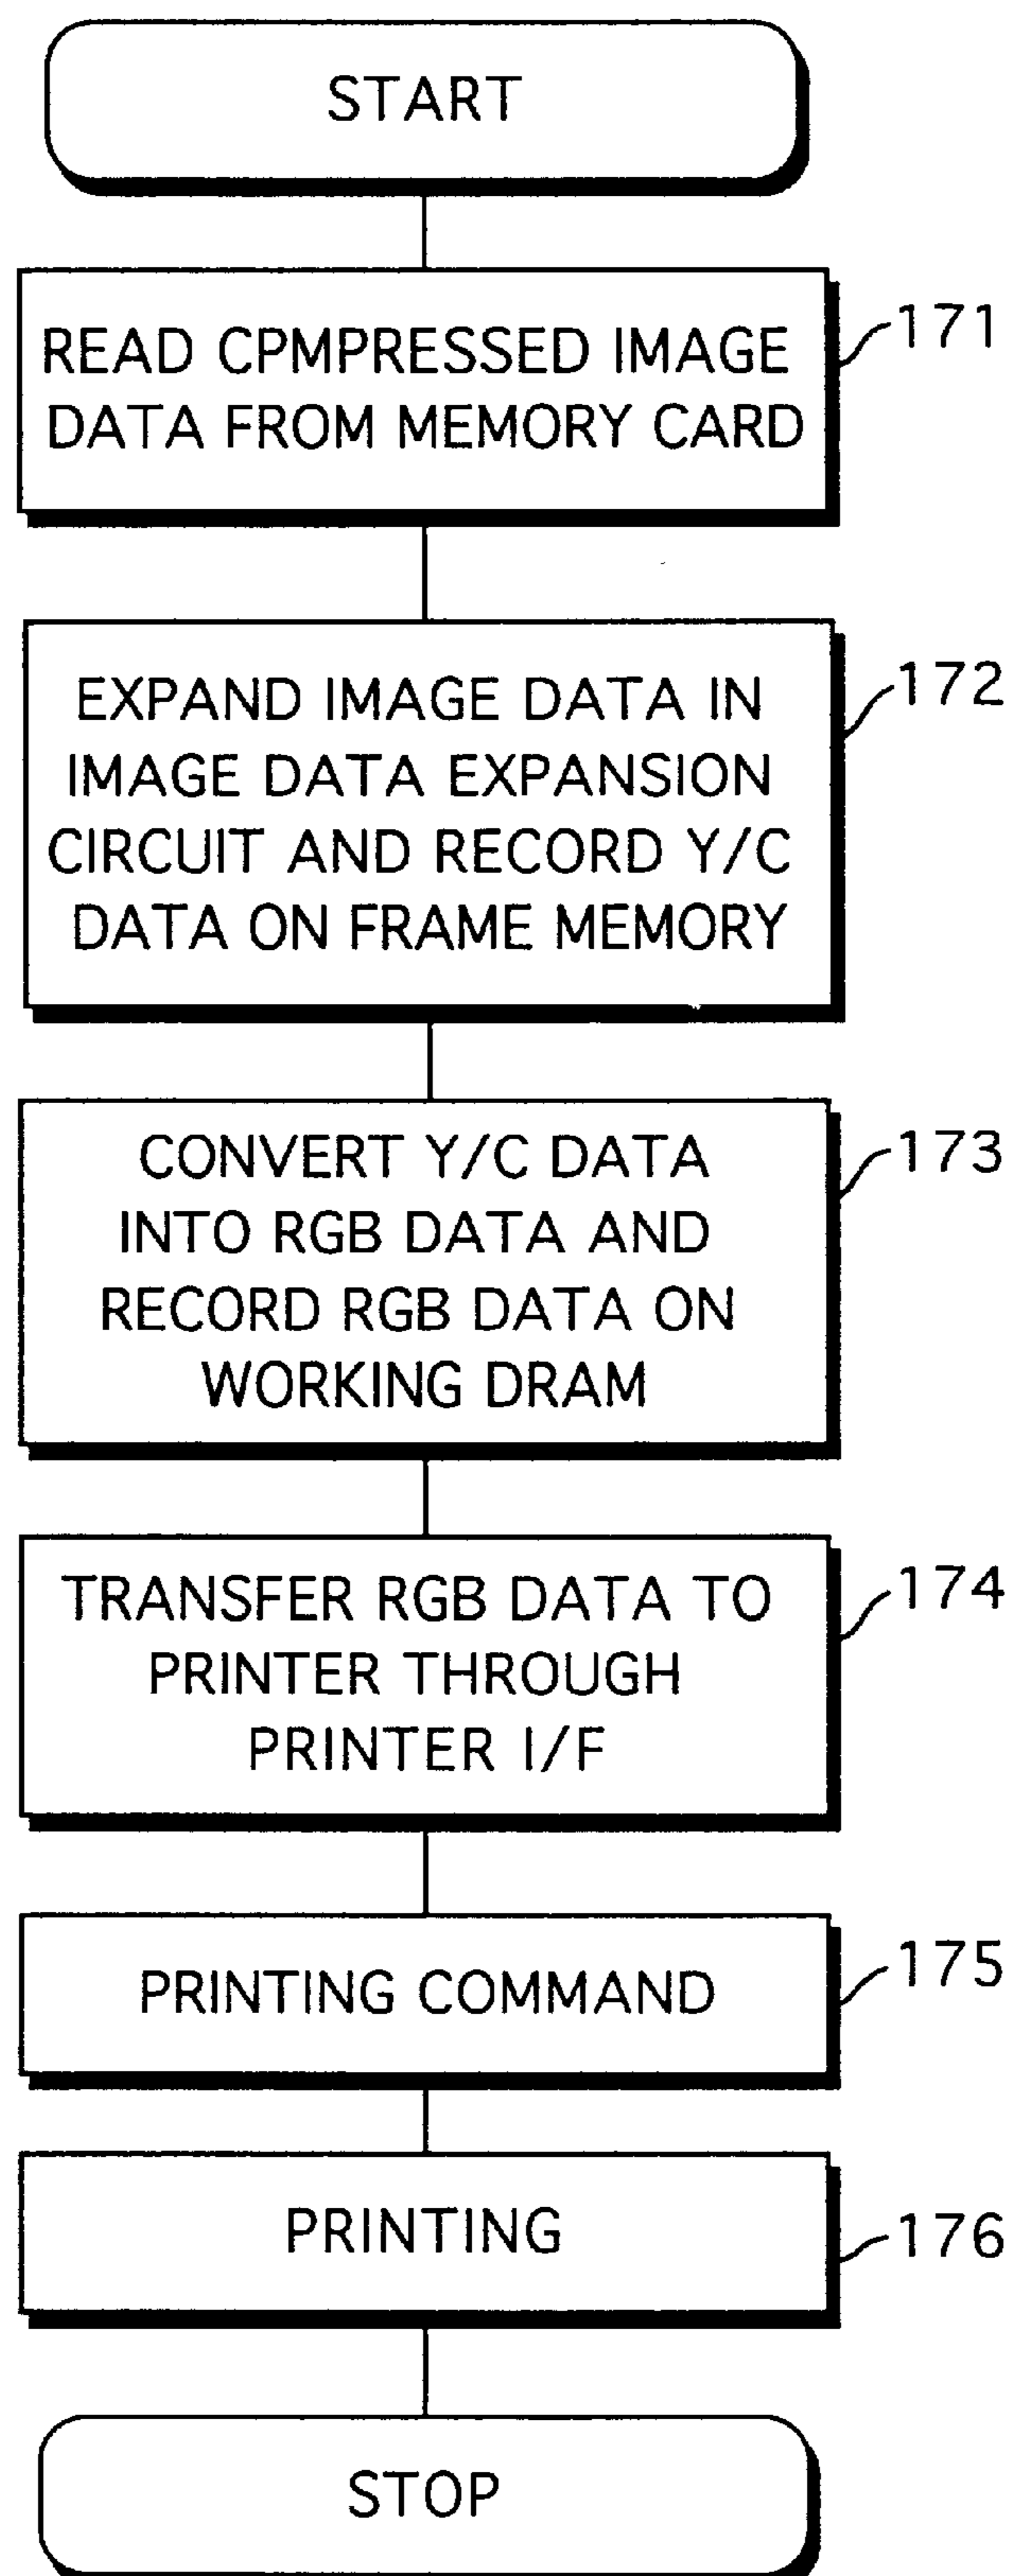 START
READ CPMPRESSED IMAGE
DATA FROM MEMORY CARD
171
EXPAND IMAGE DATA IN
IMAGE DATA EXPANSION
CIRCUIT AND RECORD Y/C
DATA ON FRAME MEMORY
172
CONVERT Y/C DATA
INTO RGB DATA AND
RECORD RGB DATA ON
WORKING DRAM
173
TRANSFER RGB DATA TO
PRINTER THROUGH
PRINTER I/F
174
PRINTING COMMAND
175
PRINTING
176
STOP